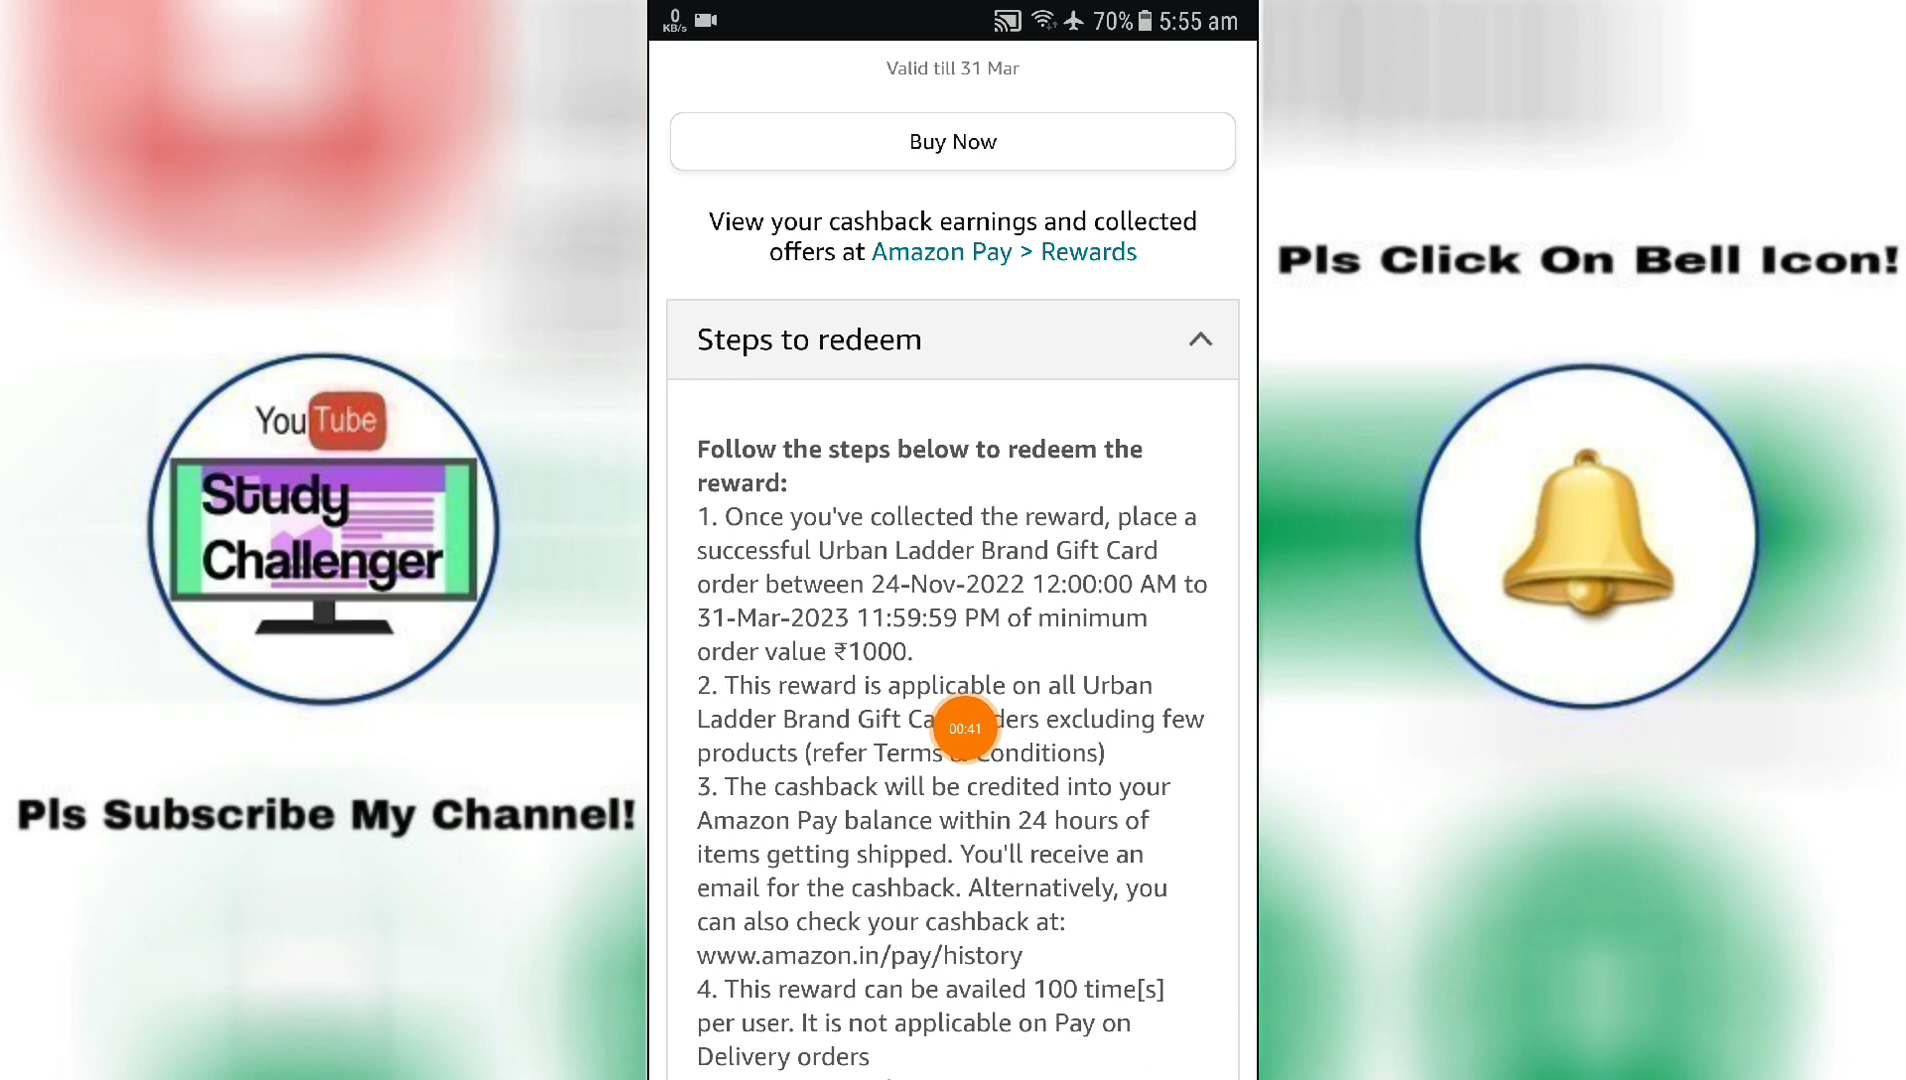 0
KB/s
70%
5:55 am
Valid till 31 Mar
Buy Now
View your cashback earnings and collected
offers at Amazon Pay > Rewards
Steps to redeem
Follow the steps below to redeem the
reward:
1. Once you've collected the reward, place a
successful Urban Ladder Brand Gift Card
order between 24-Nov-2022 12:00:00 AM to
31-Mar-2023 11:59:59 PM of minimum
order value ₹1000.
2. This reward is applicable on all Urban
Ladder Brand Gift Ca ders excluding few
products (refer Terms & Conditions)
00:41
3. The cashback will be credited into your
Amazon Pay balance within 24 hours of
items getting shipped. You'll receive an
email for the cashback. Alternatively, you
can also check your cashback at:
www.amazon.in/pay/history
4. This reward can be availed 100 time[s]
per user. It is not applicable on Pay on
Delivery orders
YouTube
Study
Challenger
Pls Subscribe My Channel!
Pls Click On Bell Icon!